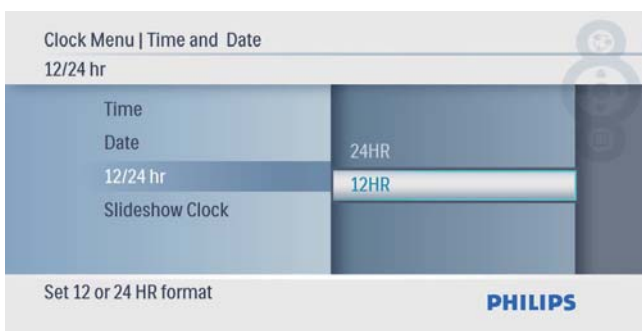 Clock Menu | Time and Date
12/24 hr
Time
Date
12/24 hr
Slideshow Clock
24HR
12HR
Set 12 or 24 HR format
PHILIPS